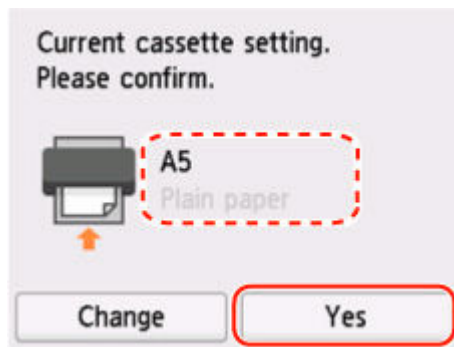 Current cassette setting.
Please confirm.
A5
Plain paper
Change
Yes